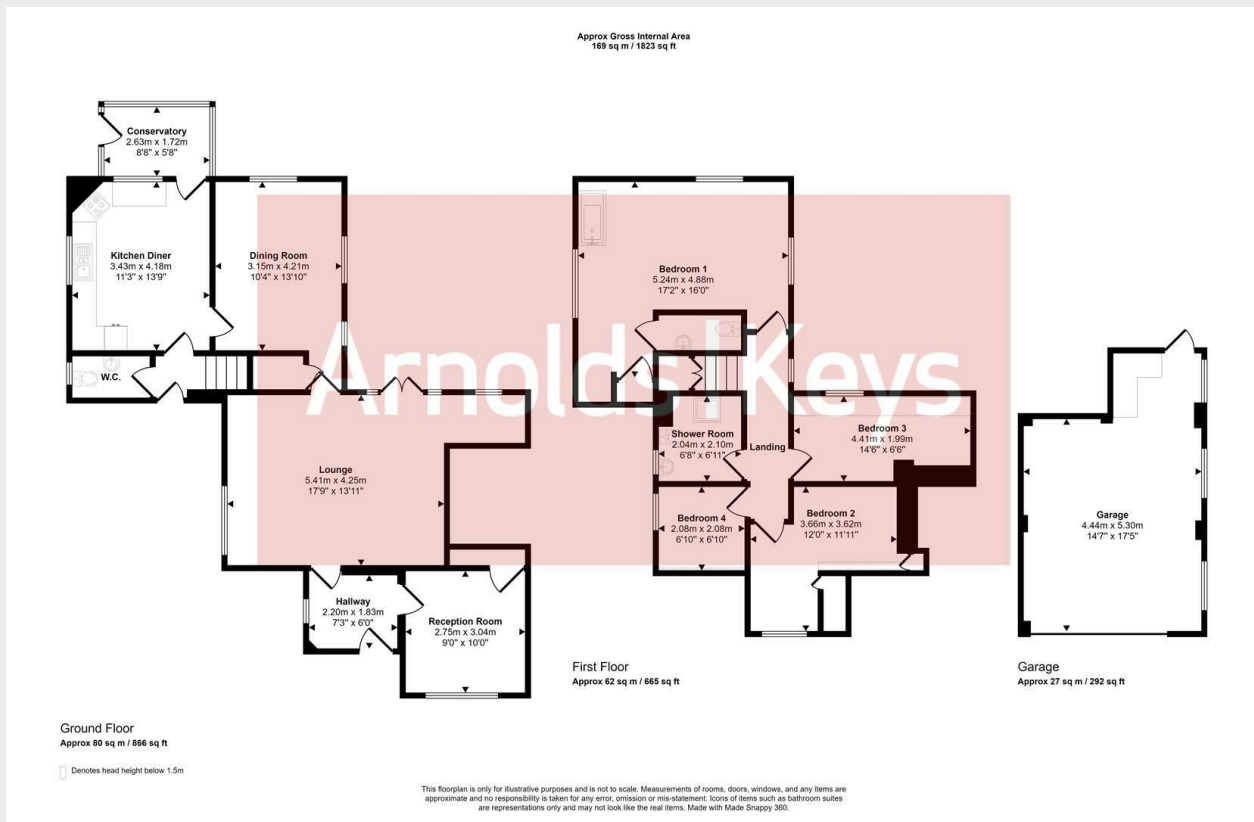 Approx Gross Internal Area
169 sq m / 1823 sq ft
Conservatory
2.63m x 1.72m
8'8" x 5'8"
Kitchen Diner
3.43m x 4.18m
11'3" x 13'9"
Dining Room
3.15m x 4.21m
10'4" x 13'10"
W.C.
Lounge
5.41m x 4.25m
17'9" x 13'11"
Hallway
2.20m x 1.83m
7'3" x 6'0"
Reception Room
2.75m x 3.04m
9'0" x 10'0"
Ground Floor
Approx 80 sq m / 866 sq ft
Denotes head height below 1.5m
Arnolds|Keys
Bedroom 1
5.24m x 4.88m
17'2" x 16'0"
Shower Room
2.04m x 2.10m
6'8" x 6'11"
Landing
Bedroom 3
4.41m x 1.99m
14'6" x 6'6"
Bedroom 4
2.08m x 2.08m
6'10" x 6'10"
Bedroom 2
3.66m x 3.62m
12'0" x 11'11"
First Floor
Approx 62 sq m / 665 sq ft
Garage
4.44m x 5.30m
14'7" x 17'5"
Garage
Approx 27 sq m / 292 sq ft
This floorplan is only for illustrative purposes and is not to scale. Measurements of rooms, doors, windows, and any items are
approximate and no responsibility is taken for any error, omission or mis-statement. Icons of items such as bathroom suites
are representations only and may not look like the real items. Made with Made Snappy 360.